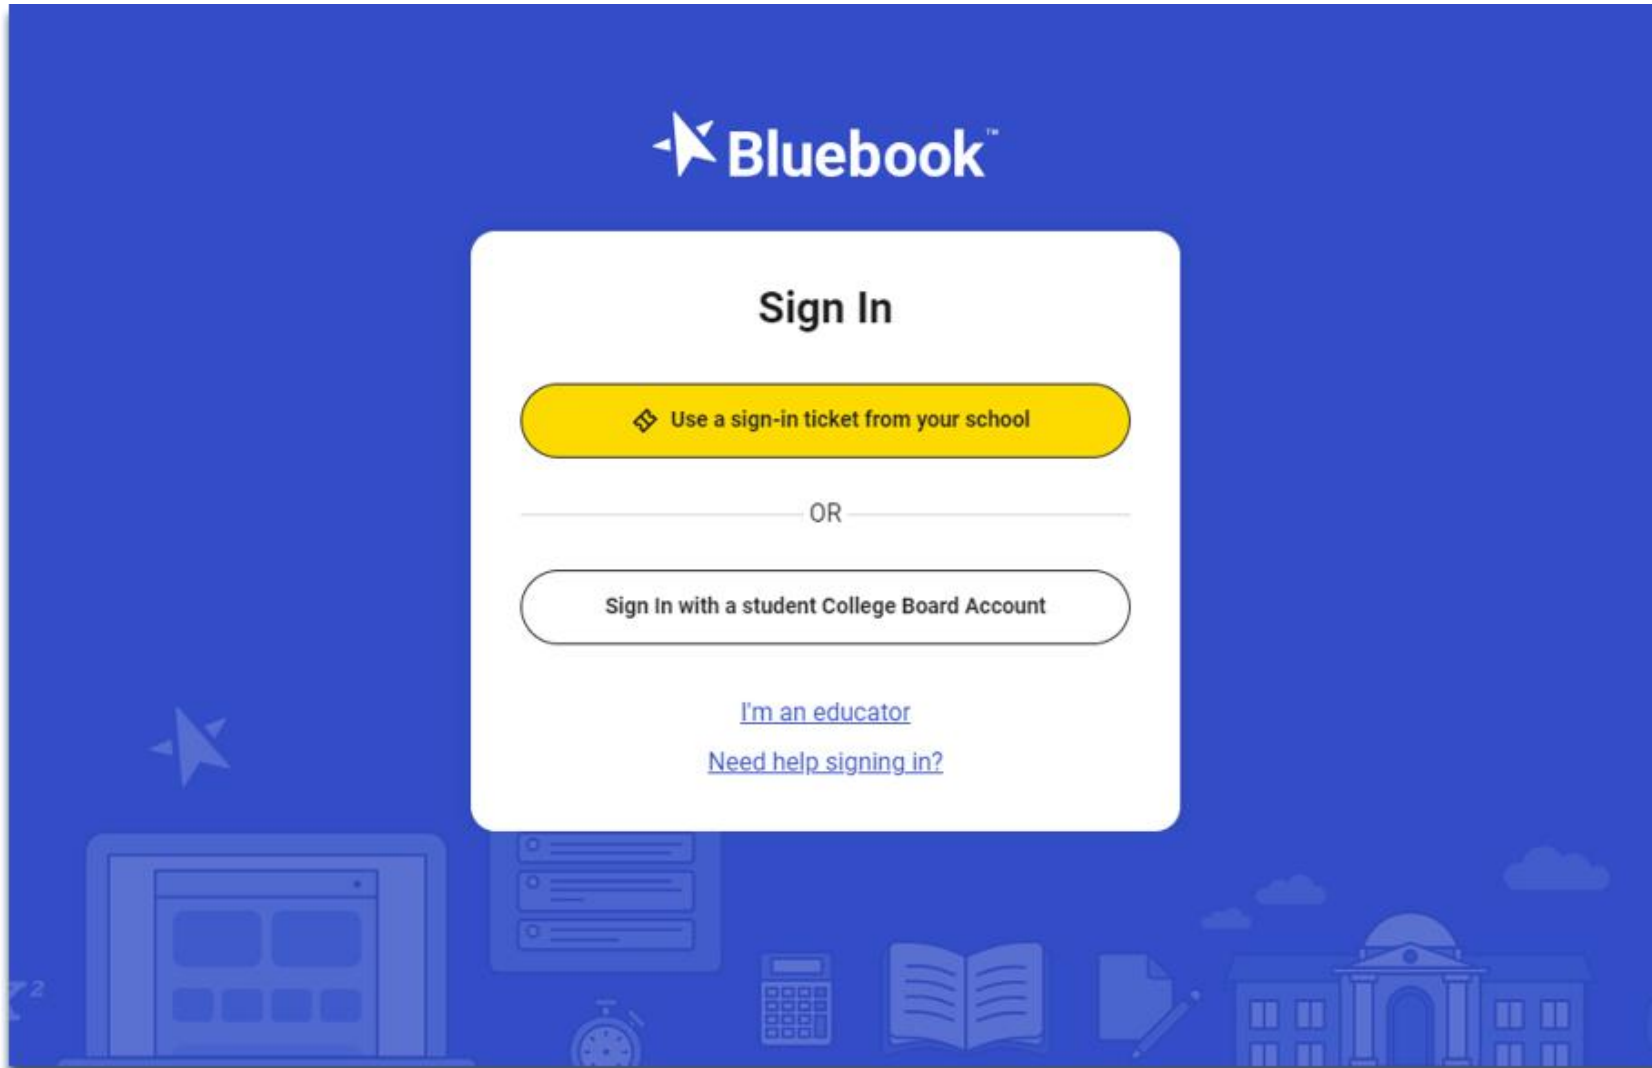 Bluebook™
Sign In
Use a sign-in ticket from your school
OR
Sign In with a student College Board Account
I'm an educator
Need help signing in?
x²